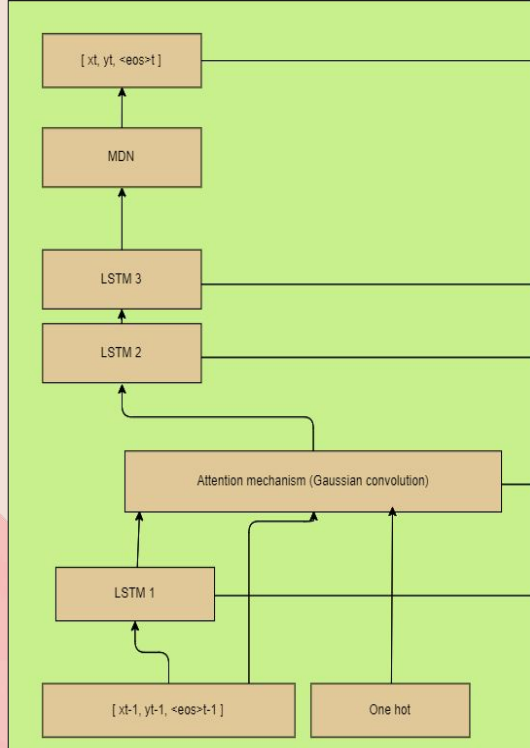 [ xt, yt, <eos>t ]
MDN
LSTM 3
LSTM 2
Attention mechanism (Gaussian convolution)
LSTM 1
[ xt-1, yt-1, <eos>t-1 ]
One hot